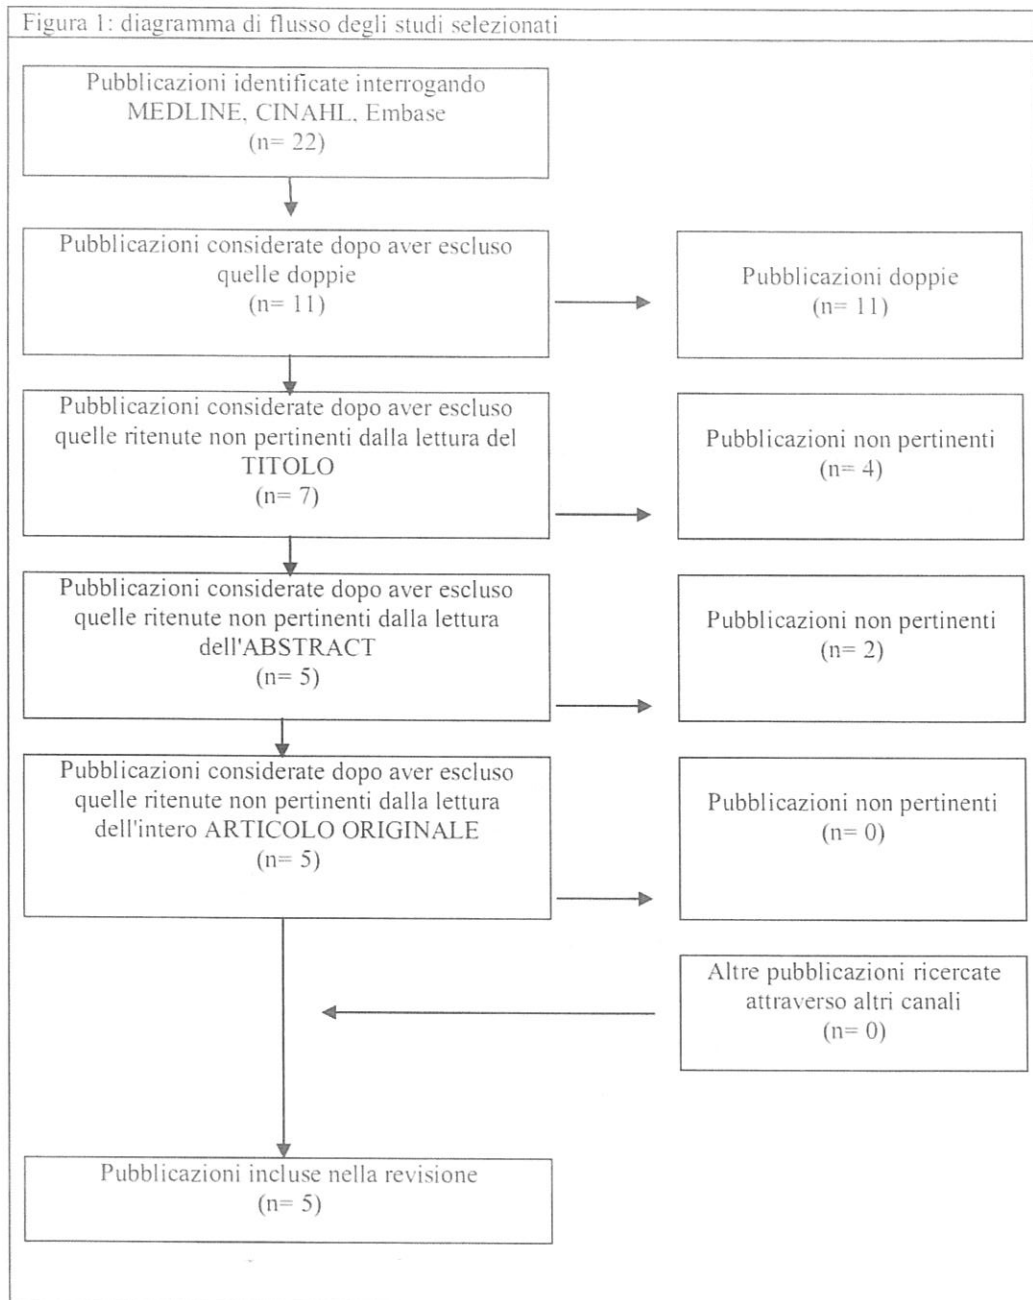 Figura 1: diagramma di flusso degli studi selezionati
Pubblicazioni identificate interrogando
MEDLINE, CINAHL, Embase
(n= 22)
Pubblicazioni considerate dopo aver escluso
quelle doppie
(n= 11)
Pubblicazioni doppie
(n= 11)
Pubblicazioni considerate dopo aver escluso
quelle ritenute non pertinenti dalla lettura del
TITOLO
(n= 7)
Pubblicazioni non pertinenti
(n= 4)
Pubblicazioni considerate dopo aver escluso
quelle ritenute non pertinenti dalla lettura
dell'ABSTRACT
(n= 5)
Pubblicazioni non pertinenti
(n= 2)
Pubblicazioni considerate dopo aver escluso
quelle ritenute non pertinenti dalla lettura
dell'intero ARTICOLO ORIGINALE
(n= 5)
Pubblicazioni non pertinenti
(n= 0)
Altre pubblicazioni ricercate
attraverso altri canali
(n= 0)
Pubblicazioni incluse nella revisione
(n= 5)